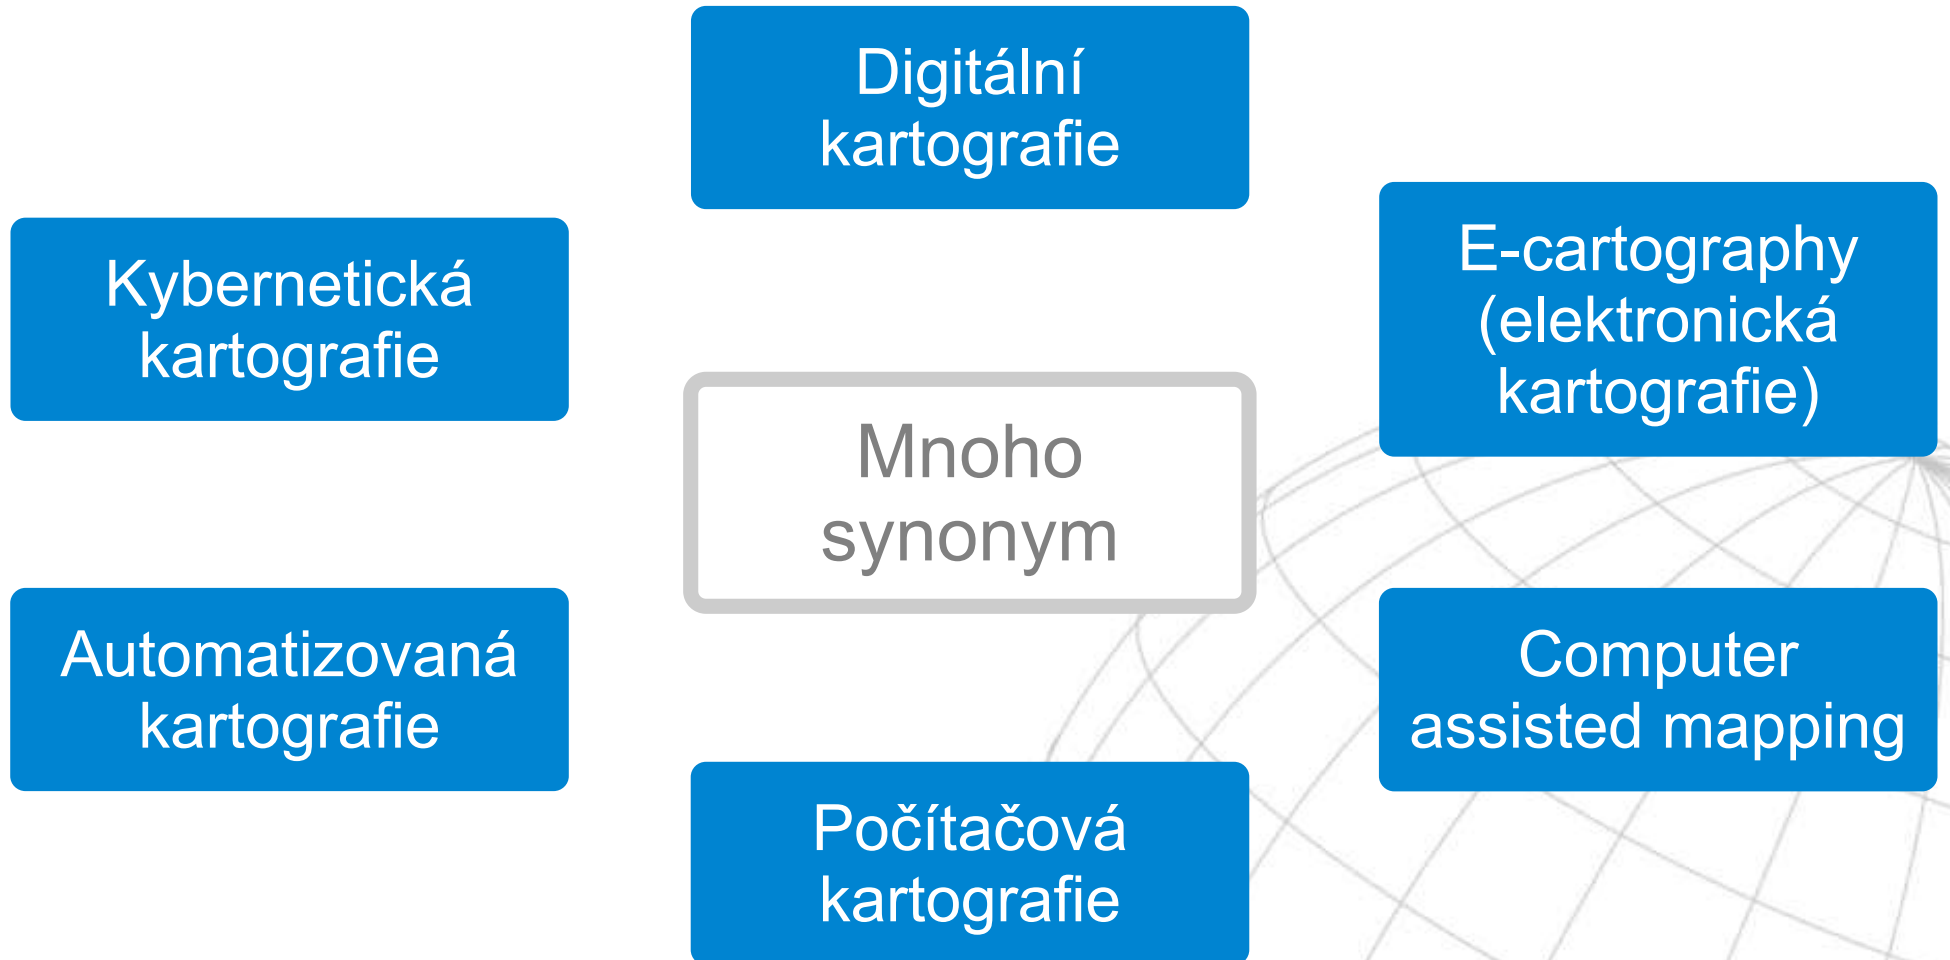 Digitální
kartografie
Kybernetická
kartografie
E-cartography
(elektronická
kartografie)
Mnoho
synonym
Automatizovaná
kartografie
Computer
assisted mapping
Počítačová
kartografie